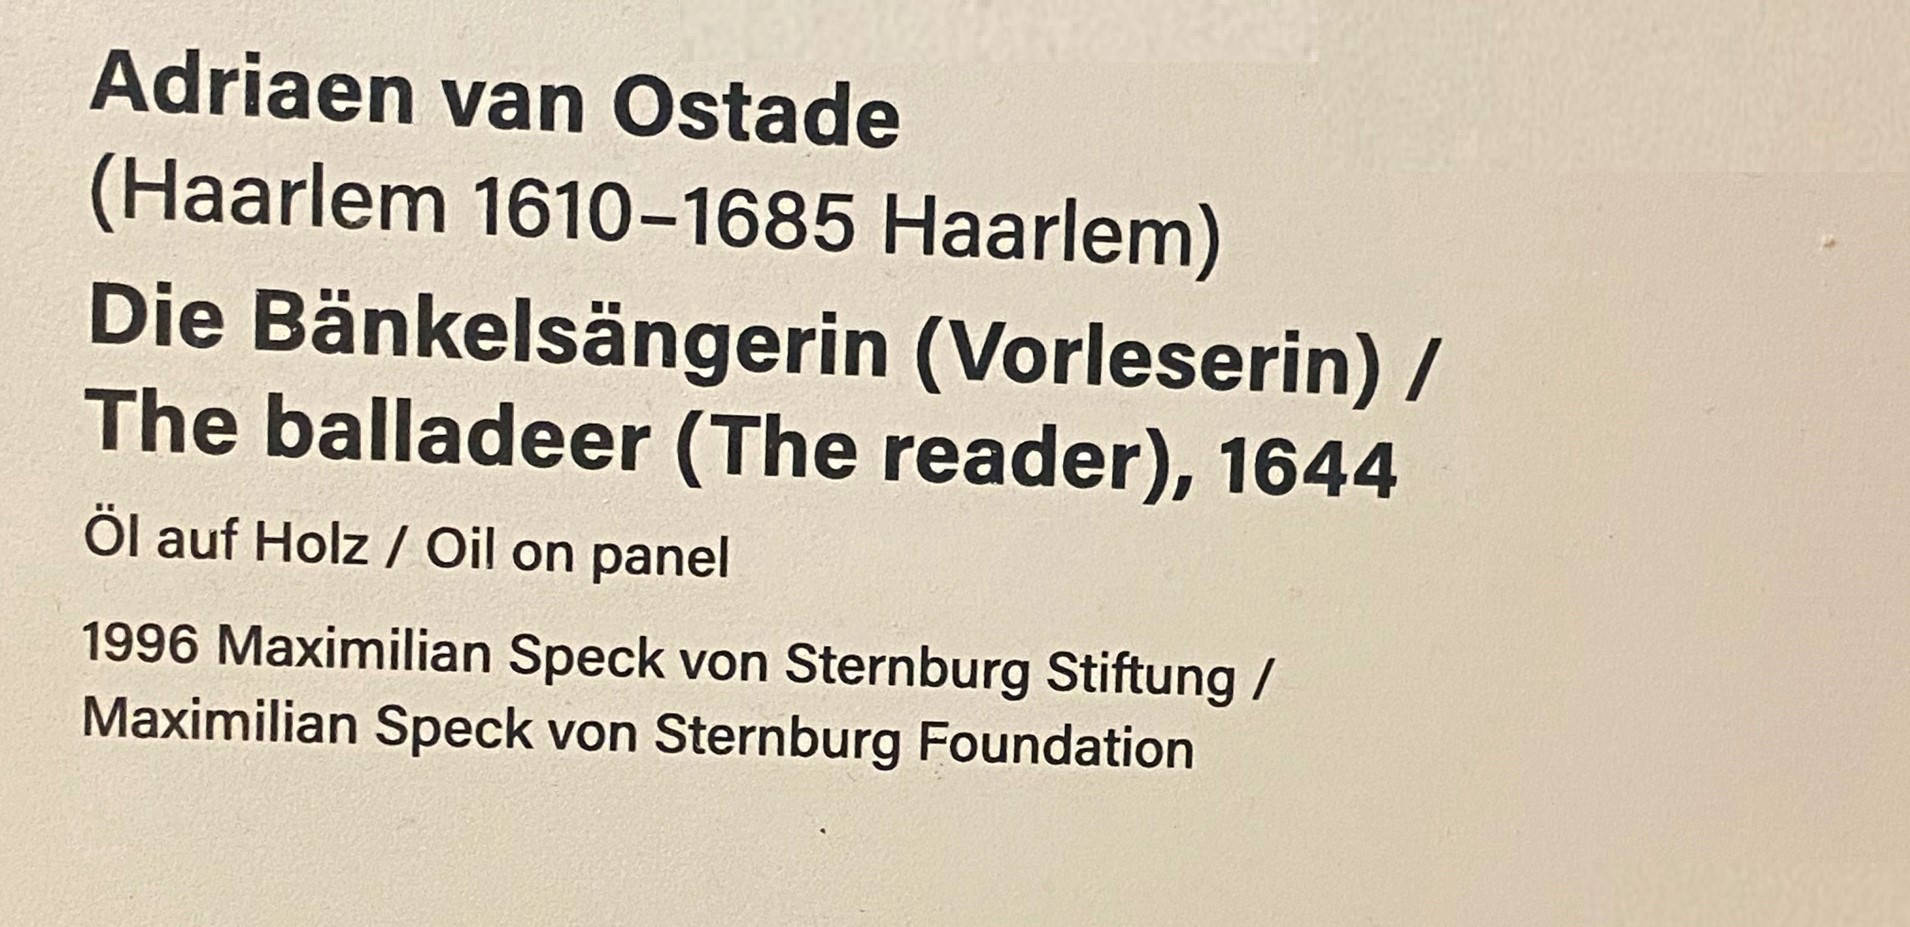 Adriaen van Ostade
(Haarlem 1610–1685 Haarlem)
Die Bänkelsängerin (Vorleserin) /
The balladeer (The reader), 1644
Öl auf Holz / Oil on panel
1996 Maximilian Speck von Sternburg Stiftung /
Maximilian Speck von Sternburg Foundation